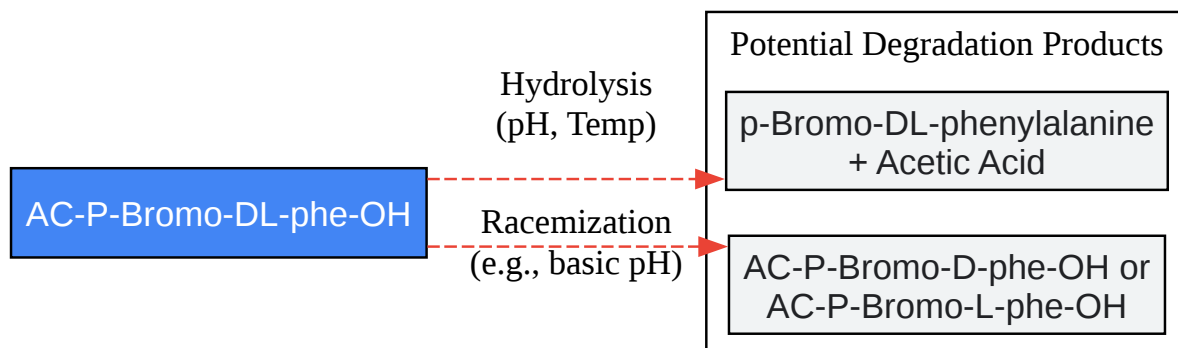 Potential Degradation Products
Hydrolysis
(pH, Temp)
p-Bromo-DL-phenylalanine
+ Acetic Acid
AC-P-Bromo-DL-phe-OH
Racemization
(e.g., basic pH)
AC-P-Bromo-D-phe-OH or
AC-P-Bromo-L-phe-OH